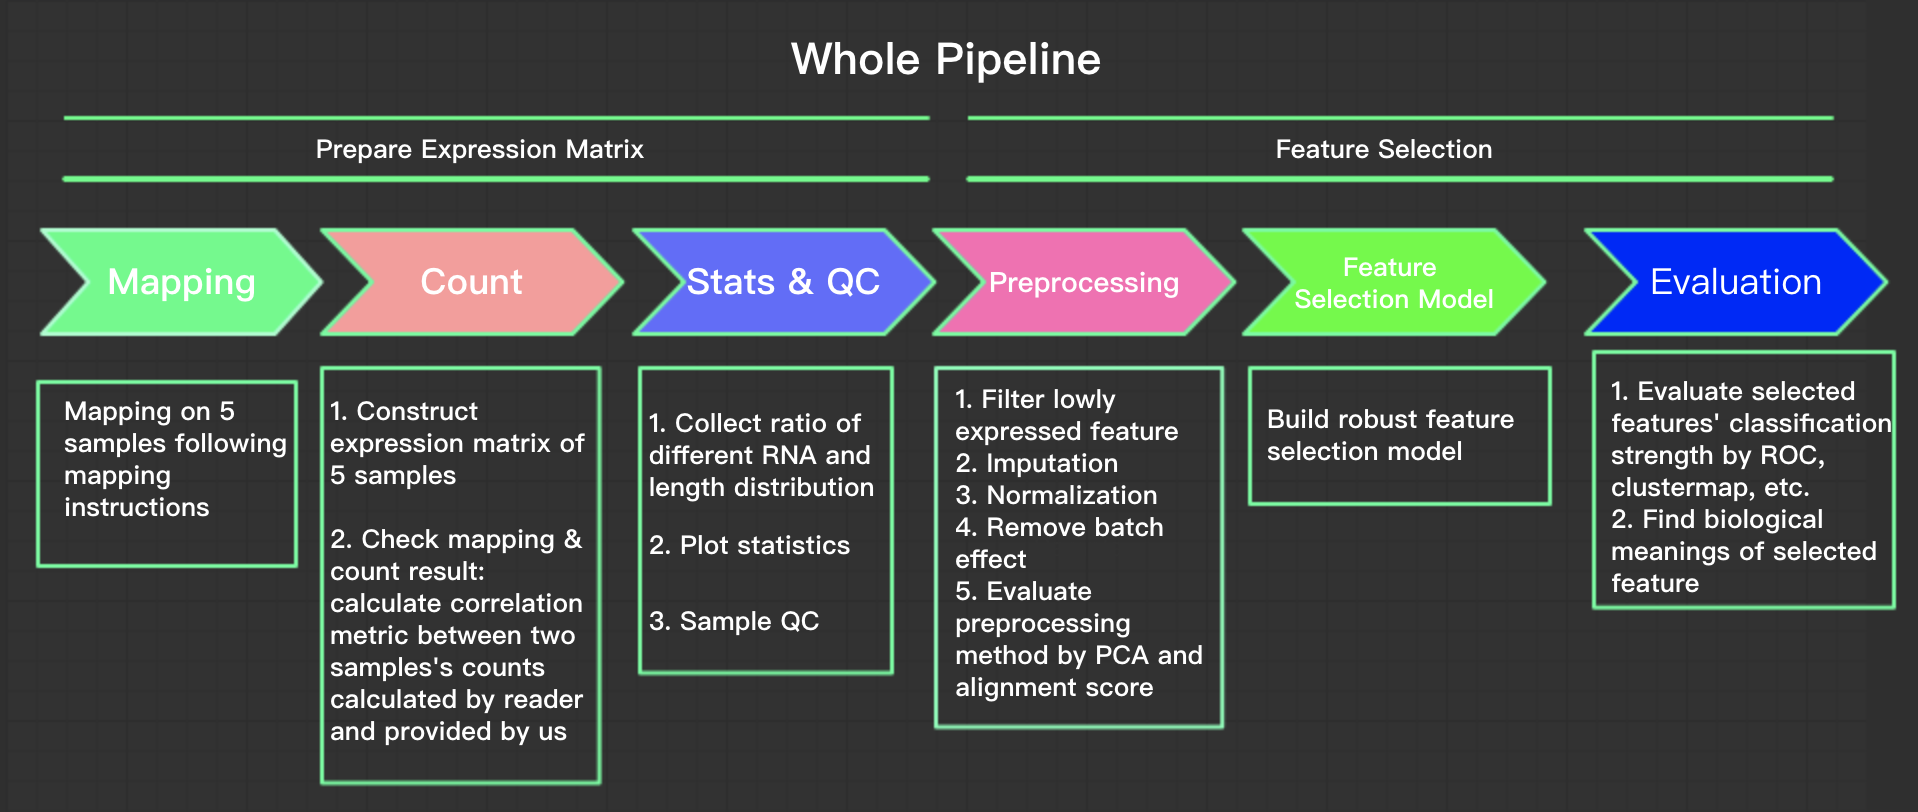 Whole Pipeline
Prepare Expression Matrix
Feature Selection
Mapping
Count
Stats & QC
Preprocessing
Feature
Selection Model
Evaluation
Mapping on 5
samples following
mapping
instructions
1. Construct
expression matrix of
5 samples
2. Check mapping &
count result:
calculate correlation
metric between two
samples's counts
calculated by reader
and provided by us
1. Collect ratio of
different RNA and
length distribution
2. Plot statistics
3. Sample QC
1. Filter lowly
expressed feature
2. Imputation
3. Normalization
4. Remove batch
effect
5. Evaluate
preprocessing
method by PCA and
alignment score
Build robust feature
selection model
1. Evaluate selected
features' classification
strength by ROC,
clustermap, etc.
2. Find biological
meanings of selected
feature